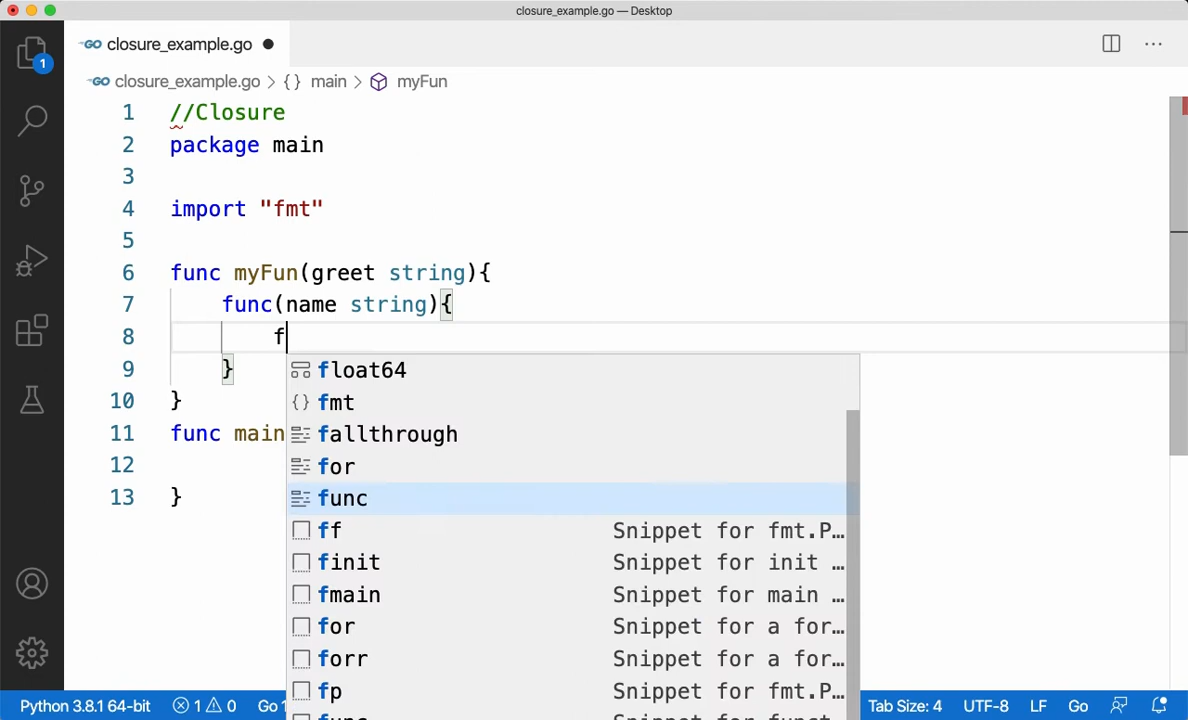 closure_example.go — Desktop
GO closure_example.go
1
GO closure_example.go > {} main > myFun
1 //Closure
2 package main
3
4 import "fmt"
5
6 func myFun(greet string){
7 func(name string){
8 f
9 }
10 }
11 func main
12
13 }
float64
{} fmt
fallthrough
for
func
ff Snippet for fmt.P…
finit Snippet for init …
fmain Snippet for main …
for Snippet for a for…
forr Snippet for a for…
fp Snippet for fmt.P…
Python 3.8.1 64-bit 1 0 Go 1 Tab Size: 4 UTF-8 LF Go